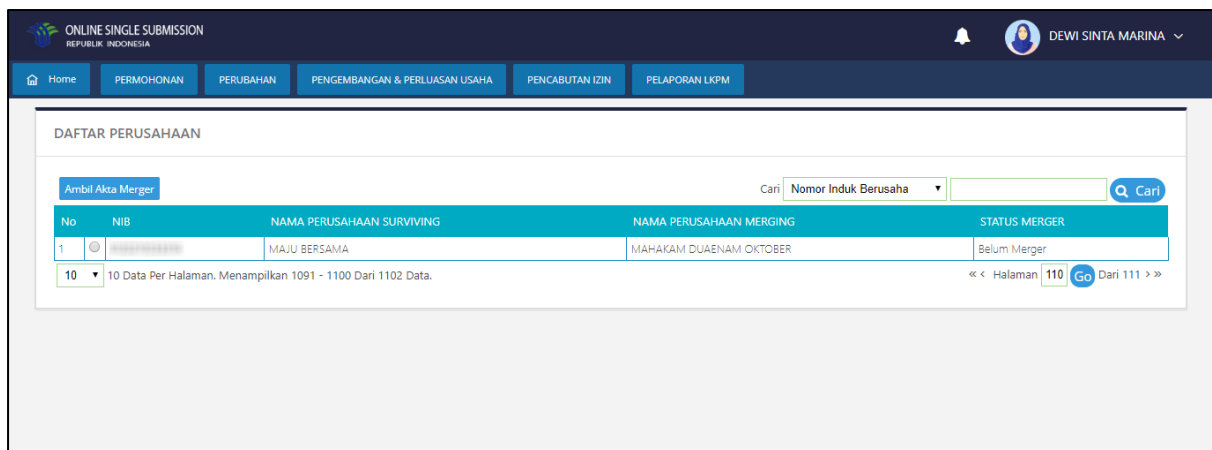 ONLINE SINGLE SUBMISSION
REPUBLIK INDONESIA
DEWI SINTA MARINA
Home PERMOHONAN PERUBAHAN PENGEMBANGAN & PERLUASAN USAHA PENCABUTAN IZIN PELAPORAN LKPM
DAFTAR PERUSAHAAN
Ambil Akta Merger Cari Nomor Induk Berusaha Cari
No NIB NAMA PERUSAHAAN SURVIVING NAMA PERUSAHAAN MERGING STATUS MERGER
1 MAJU BERSAMA MAHAKAM DUAENAM OKTOBER Belum Merger
10 10 Data Per Halaman. Menampilkan 1091 - 1100 Dari 1102 Data. «‹ Halaman 110 Go Dari 111 ›»